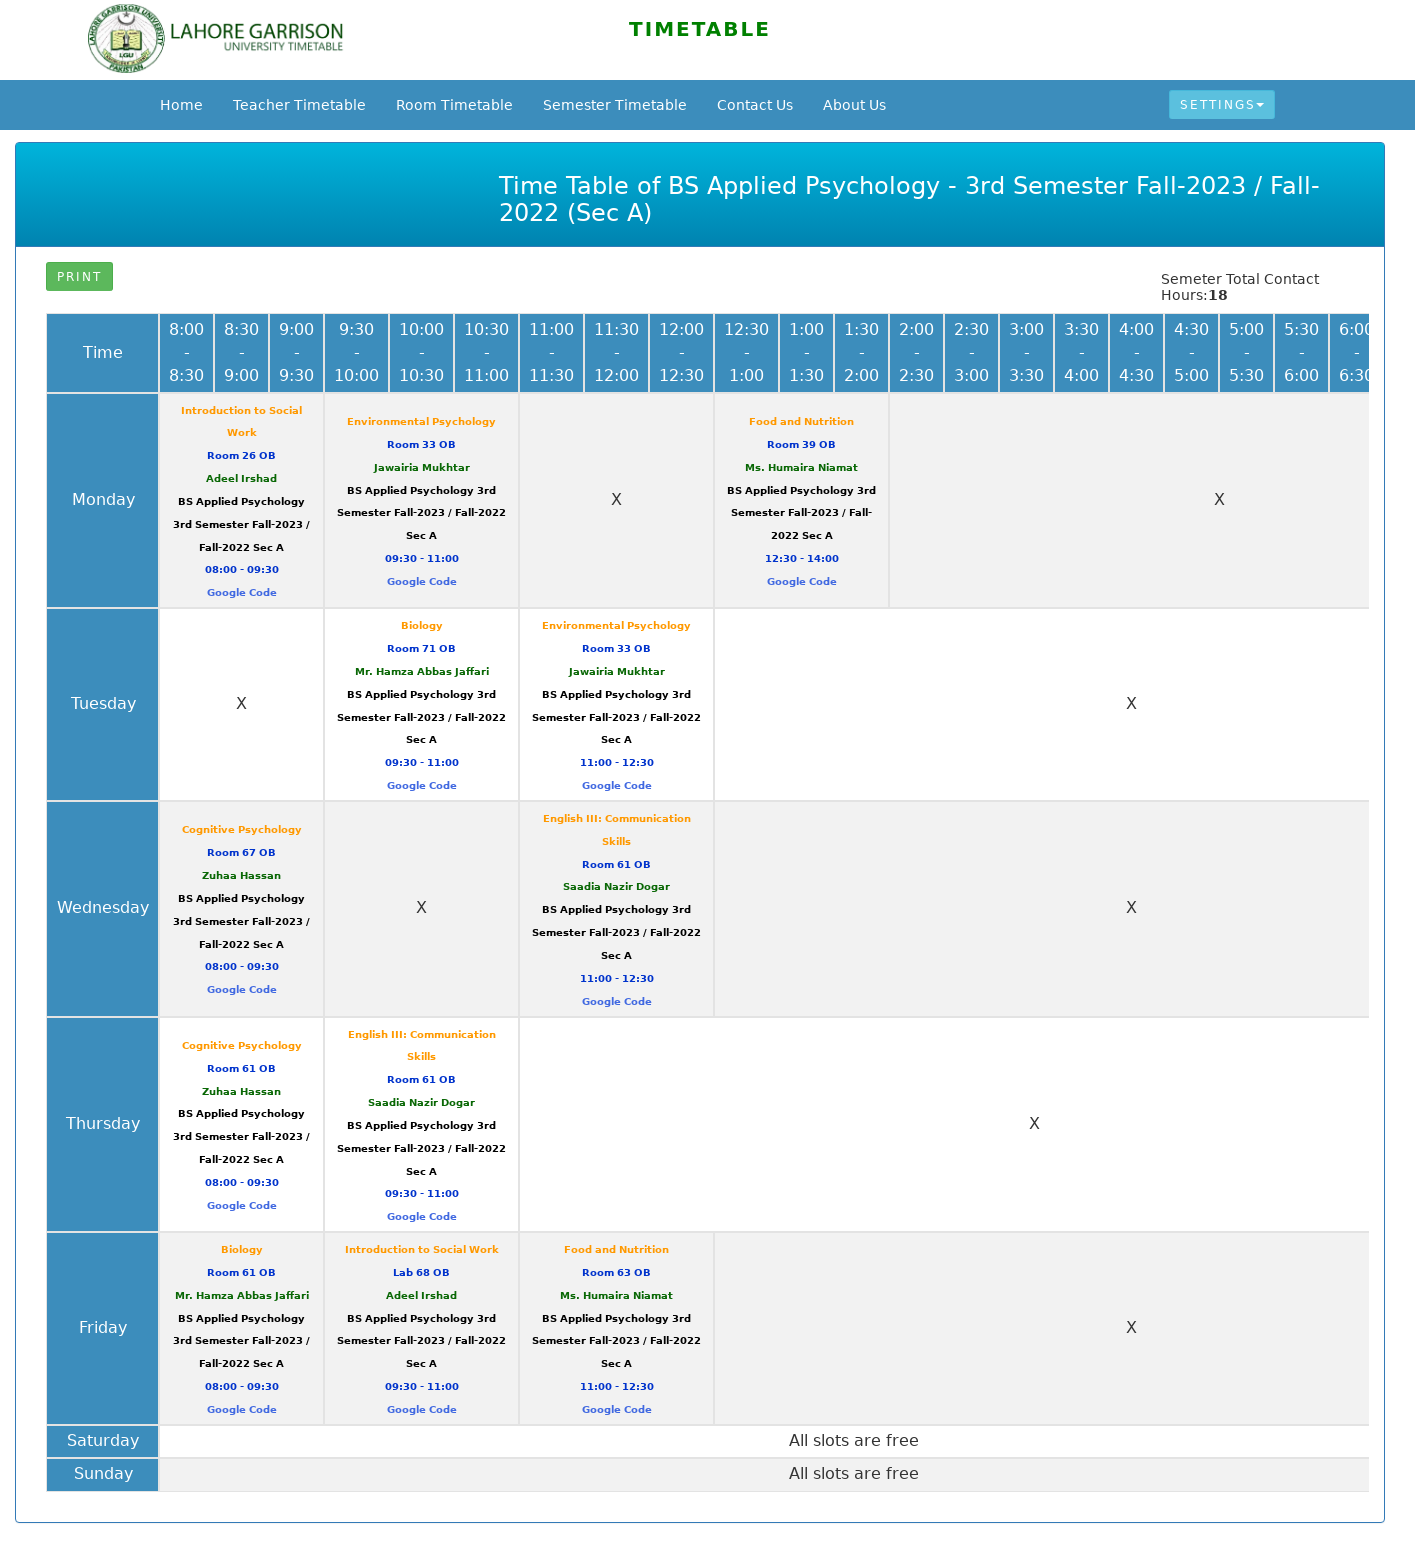 LAHORE GARRISON
UNIVERSITY TIMETABLE
TIMETABLE
Home Teacher Timetable Room Timetable Semester Timetable Contact Us About Us SETTINGS
Time Table of BS Applied Psychology - 3rd Semester Fall-2023 / Fall-
2022 (Sec A)
PRINT
Semeter Total Contact
Hours:18
Time
8:00 - 8:30
8:30 - 9:00
9:00 - 9:30
9:30 - 10:00
10:00 - 10:30
10:30 - 11:00
11:00 - 11:30
11:30 - 12:00
12:00 - 12:30
12:30 - 1:00
1:00 - 1:30
1:30 - 2:00
2:00 - 2:30
2:30 - 3:00
3:00 - 3:30
3:30 - 4:00
4:00 - 4:30
4:30 - 5:00
5:00 - 5:30
5:30 - 6:00
6:00 - 6:30
Monday
Introduction to Social
Work
Room 26 OB
Adeel Irshad
BS Applied Psychology
3rd Semester Fall-2023 /
Fall-2022 Sec A
08:00 - 09:30
Google Code
Environmental Psychology
Room 33 OB
Jawairia Mukhtar
BS Applied Psychology 3rd
Semester Fall-2023 / Fall-2022
Sec A
09:30 - 11:00
Google Code
X
Food and Nutrition
Room 39 OB
Ms. Humaira Niamat
BS Applied Psychology 3rd
Semester Fall-2023 / Fall-
2022 Sec A
12:30 - 14:00
Google Code
X
Tuesday
X
Biology
Room 71 OB
Mr. Hamza Abbas Jaffari
BS Applied Psychology 3rd
Semester Fall-2023 / Fall-2022
Sec A
09:30 - 11:00
Google Code
Environmental Psychology
Room 33 OB
Jawairia Mukhtar
BS Applied Psychology 3rd
Semester Fall-2023 / Fall-2022
Sec A
11:00 - 12:30
Google Code
X
Wednesday
Cognitive Psychology
Room 67 OB
Zuhaa Hassan
BS Applied Psychology
3rd Semester Fall-2023 /
Fall-2022 Sec A
08:00 - 09:30
Google Code
X
English III: Communication
Skills
Room 61 OB
Saadia Nazir Dogar
BS Applied Psychology 3rd
Semester Fall-2023 / Fall-2022
Sec A
11:00 - 12:30
Google Code
X
Thursday
Cognitive Psychology
Room 61 OB
Zuhaa Hassan
BS Applied Psychology
3rd Semester Fall-2023 /
Fall-2022 Sec A
08:00 - 09:30
Google Code
English III: Communication
Skills
Room 61 OB
Saadia Nazir Dogar
BS Applied Psychology 3rd
Semester Fall-2023 / Fall-2022
Sec A
09:30 - 11:00
Google Code
X
Friday
Biology
Room 61 OB
Mr. Hamza Abbas Jaffari
BS Applied Psychology
3rd Semester Fall-2023 /
Fall-2022 Sec A
08:00 - 09:30
Google Code
Introduction to Social Work
Lab 68 OB
Adeel Irshad
BS Applied Psychology 3rd
Semester Fall-2023 / Fall-2022
Sec A
09:30 - 11:00
Google Code
Food and Nutrition
Room 63 OB
Ms. Humaira Niamat
BS Applied Psychology 3rd
Semester Fall-2023 / Fall-2022
Sec A
11:00 - 12:30
Google Code
X
Saturday
All slots are free
Sunday
All slots are free